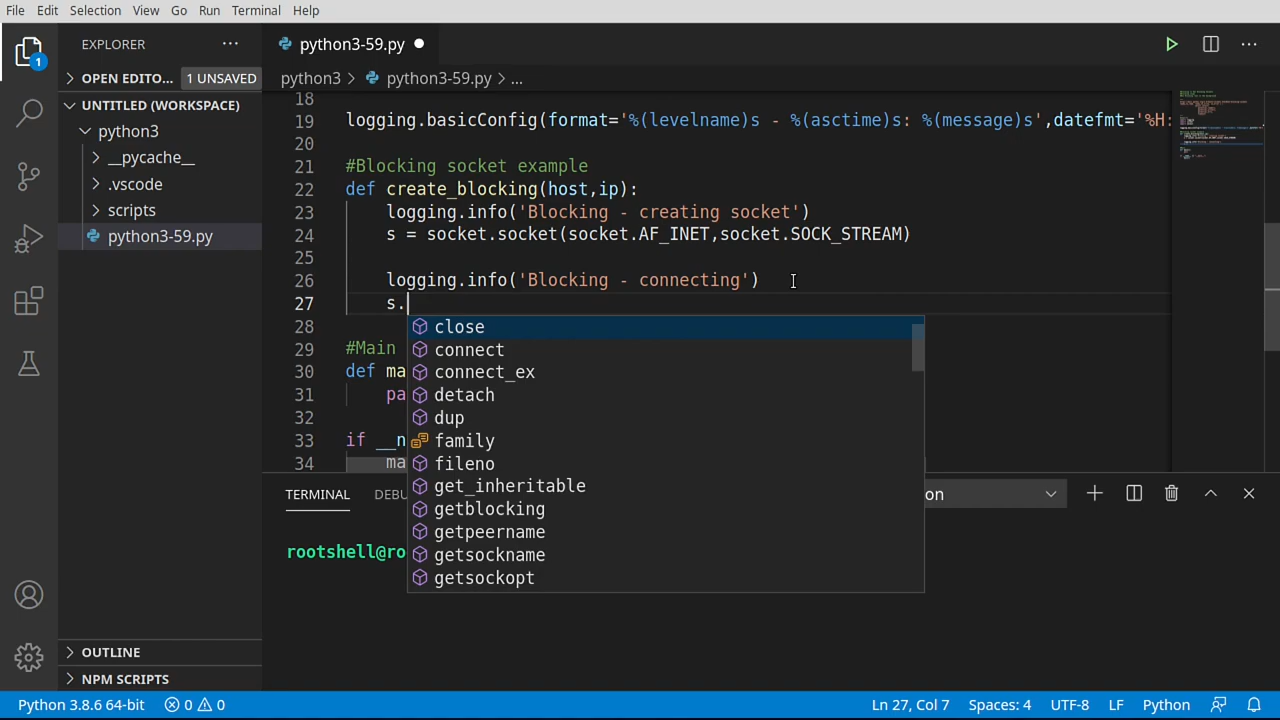 File Edit Selection View Go Run Terminal Help
EXPLORER
python3-59.py
OPEN EDITO... 1 UNSAVED
python3 > python3-59.py > ...
UNTITLED (WORKSPACE)
python3
__pycache__
.vscode
scripts
python3-59.py
18
19 logging.basicConfig(format='%(levelname)s - %(asctime)s: %(message)s',datefmt='%H:
20
21 #Blocking socket example
22 def create_blocking(host,ip):
23 logging.info('Blocking - creating socket')
24 s = socket.socket(socket.AF_INET,socket.SOCK_STREAM)
25
26 logging.info('Blocking - connecting')
27 s.
28
29 #Main
30 def ma
31 pa
32
33 if __n
34 ma
close
connect
connect_ex
detach
dup
family
fileno
get_inheritable
getblocking
getpeername
getsockname
getsockopt
TERMINAL DEBU on
rootshell@ro
OUTLINE
NPM SCRIPTS
1
Python 3.8.6 64-bit 0 0 Ln 27, Col 7 Spaces: 4 UTF-8 LF Python